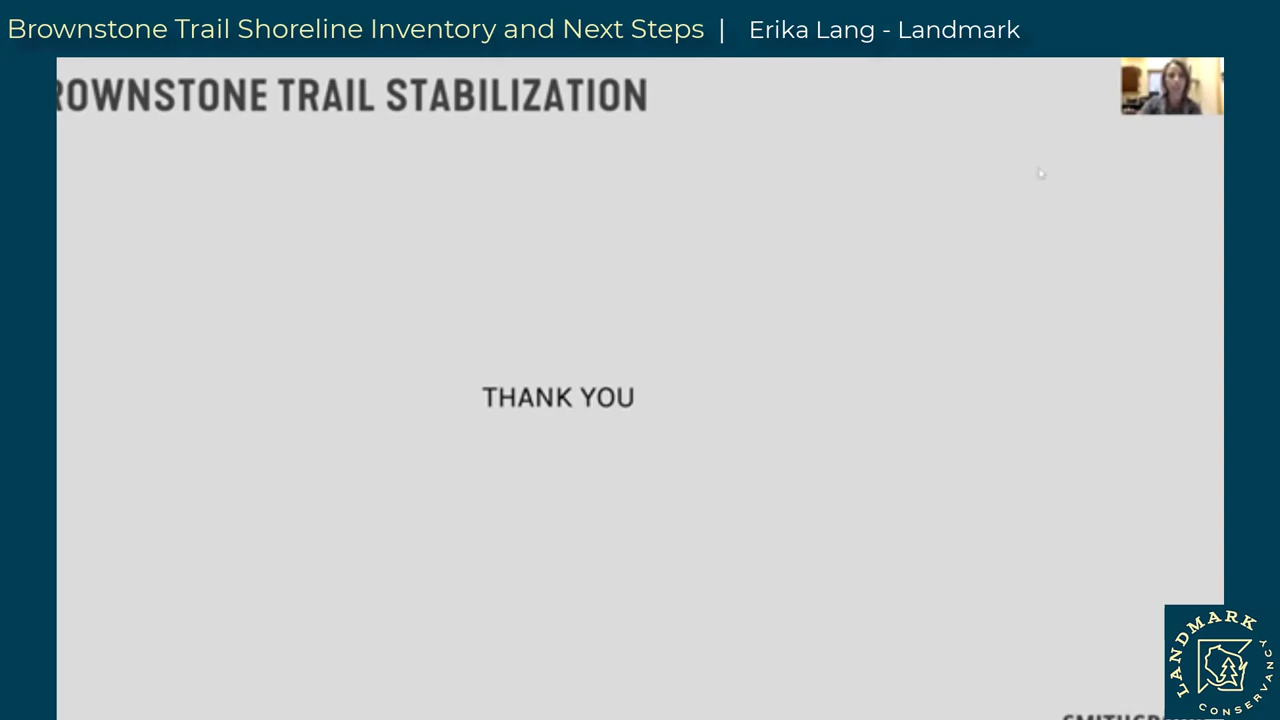 Brownstone Trail Shoreline Inventory and Next Steps | Erika Lang - Landmark
ROWNSTONE TRAIL STABILIZATION
THANK YOU
LANDMARK
CONSERVANCY